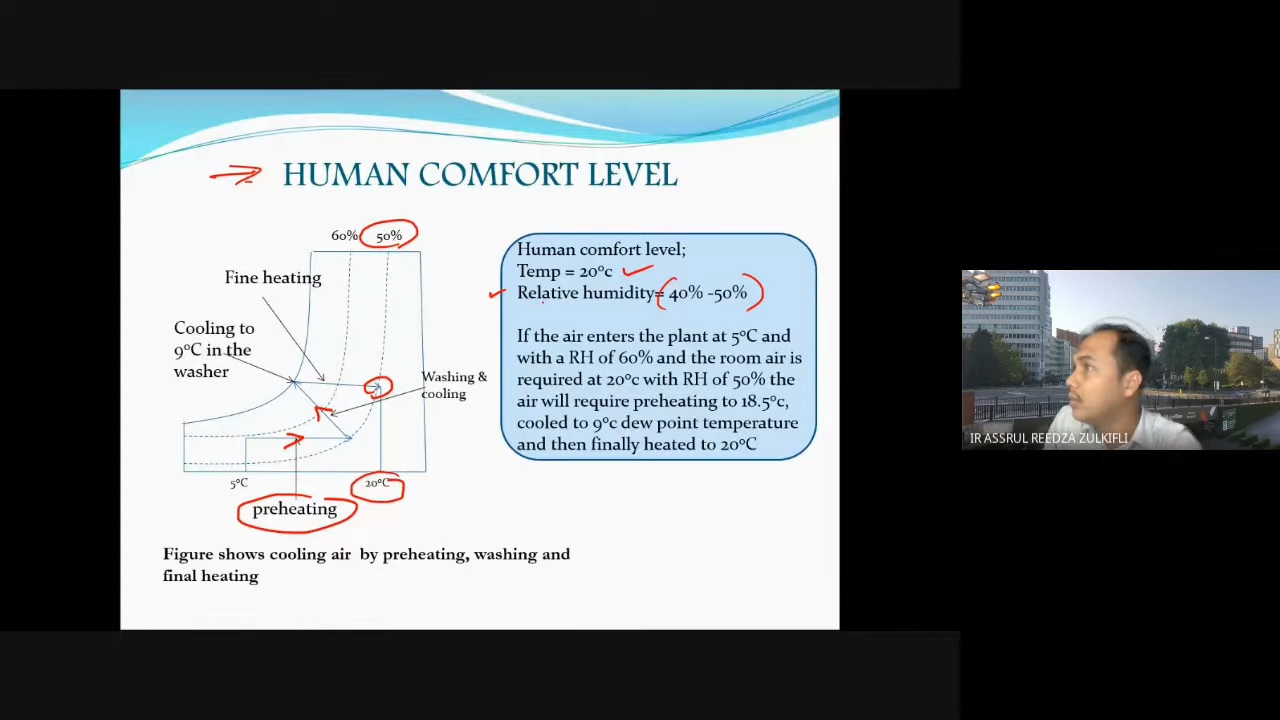 HUMAN COMFORT LEVEL
60% 50%
Fine heating
Cooling to
9°C in the
washer
Washing &
cooling
5°C
20°C
preheating
Figure shows cooling air by preheating, washing and
final heating
Human comfort level;
Temp = 20°c
Relative humidity= 40% -50%
If the air enters the plant at 5°C and
with a RH of 60% and the room air is
required at 20°c with RH of 50% the
air will require preheating to 18.5°c,
cooled to 9°c dew point temperature
and then finally heated to 20°C
IR ASSRUL REEDZA ZULKIFLI